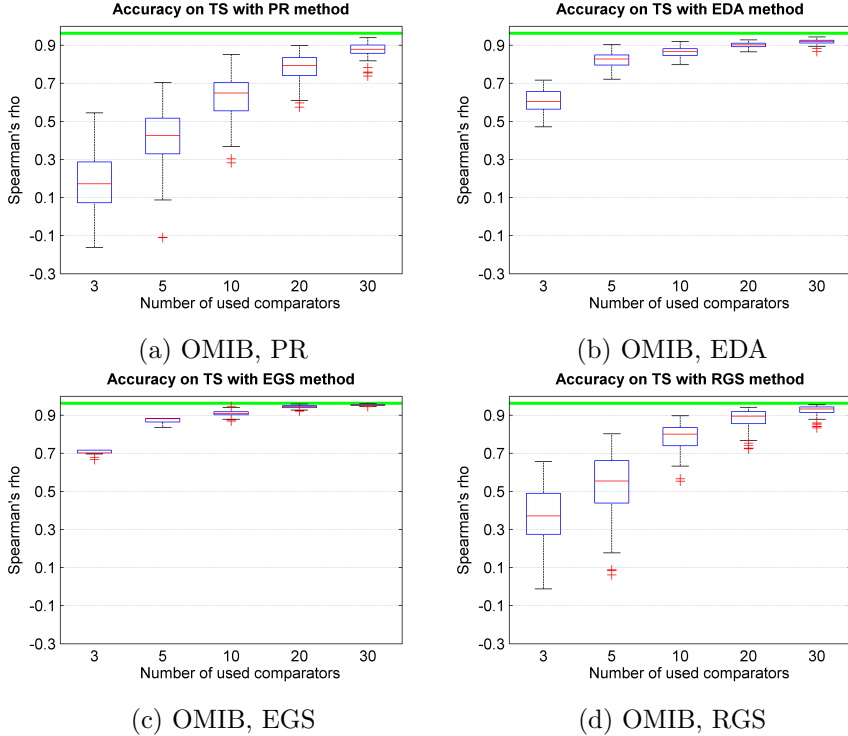 Accuracy on TS with PR method
Spearman's rho
0.9
0.7
0.5
0.3
0.1
-0.1
-0.3
3 5 10 20 30
Number of used comparators
(a) OMIB, PR
Accuracy on TS with EDA method
Spearman's rho
0.9
0.7
0.5
0.3
0.1
-0.1
-0.3
3 5 10 20 30
Number of used comparators
(b) OMIB, EDA
Accuracy on TS with EGS method
Spearman's rho
0.9
0.7
0.5
0.3
0.1
-0.1
-0.3
3 5 10 20 30
Number of used comparators
(c) OMIB, EGS
Accuracy on TS with RGS method
Spearman's rho
0.9
0.7
0.5
0.3
0.1
-0.1
-0.3
3 5 10 20 30
Number of used comparators
(d) OMIB, RGS